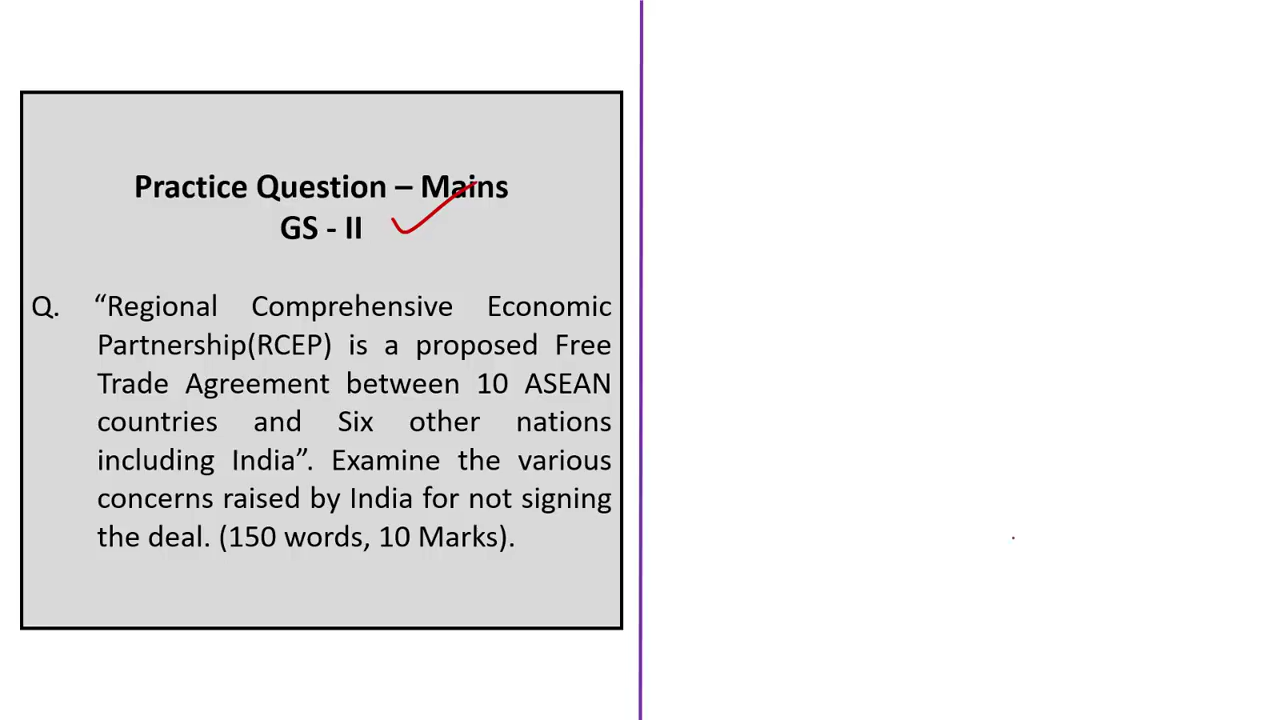 Practice Question – Mains
GS - II
Q. “Regional Comprehensive Economic
Partnership(RCEP) is a proposed Free
Trade Agreement between 10 ASEAN
countries and Six other nations
including India”. Examine the various
concerns raised by India for not signing
the deal. (150 words, 10 Marks).